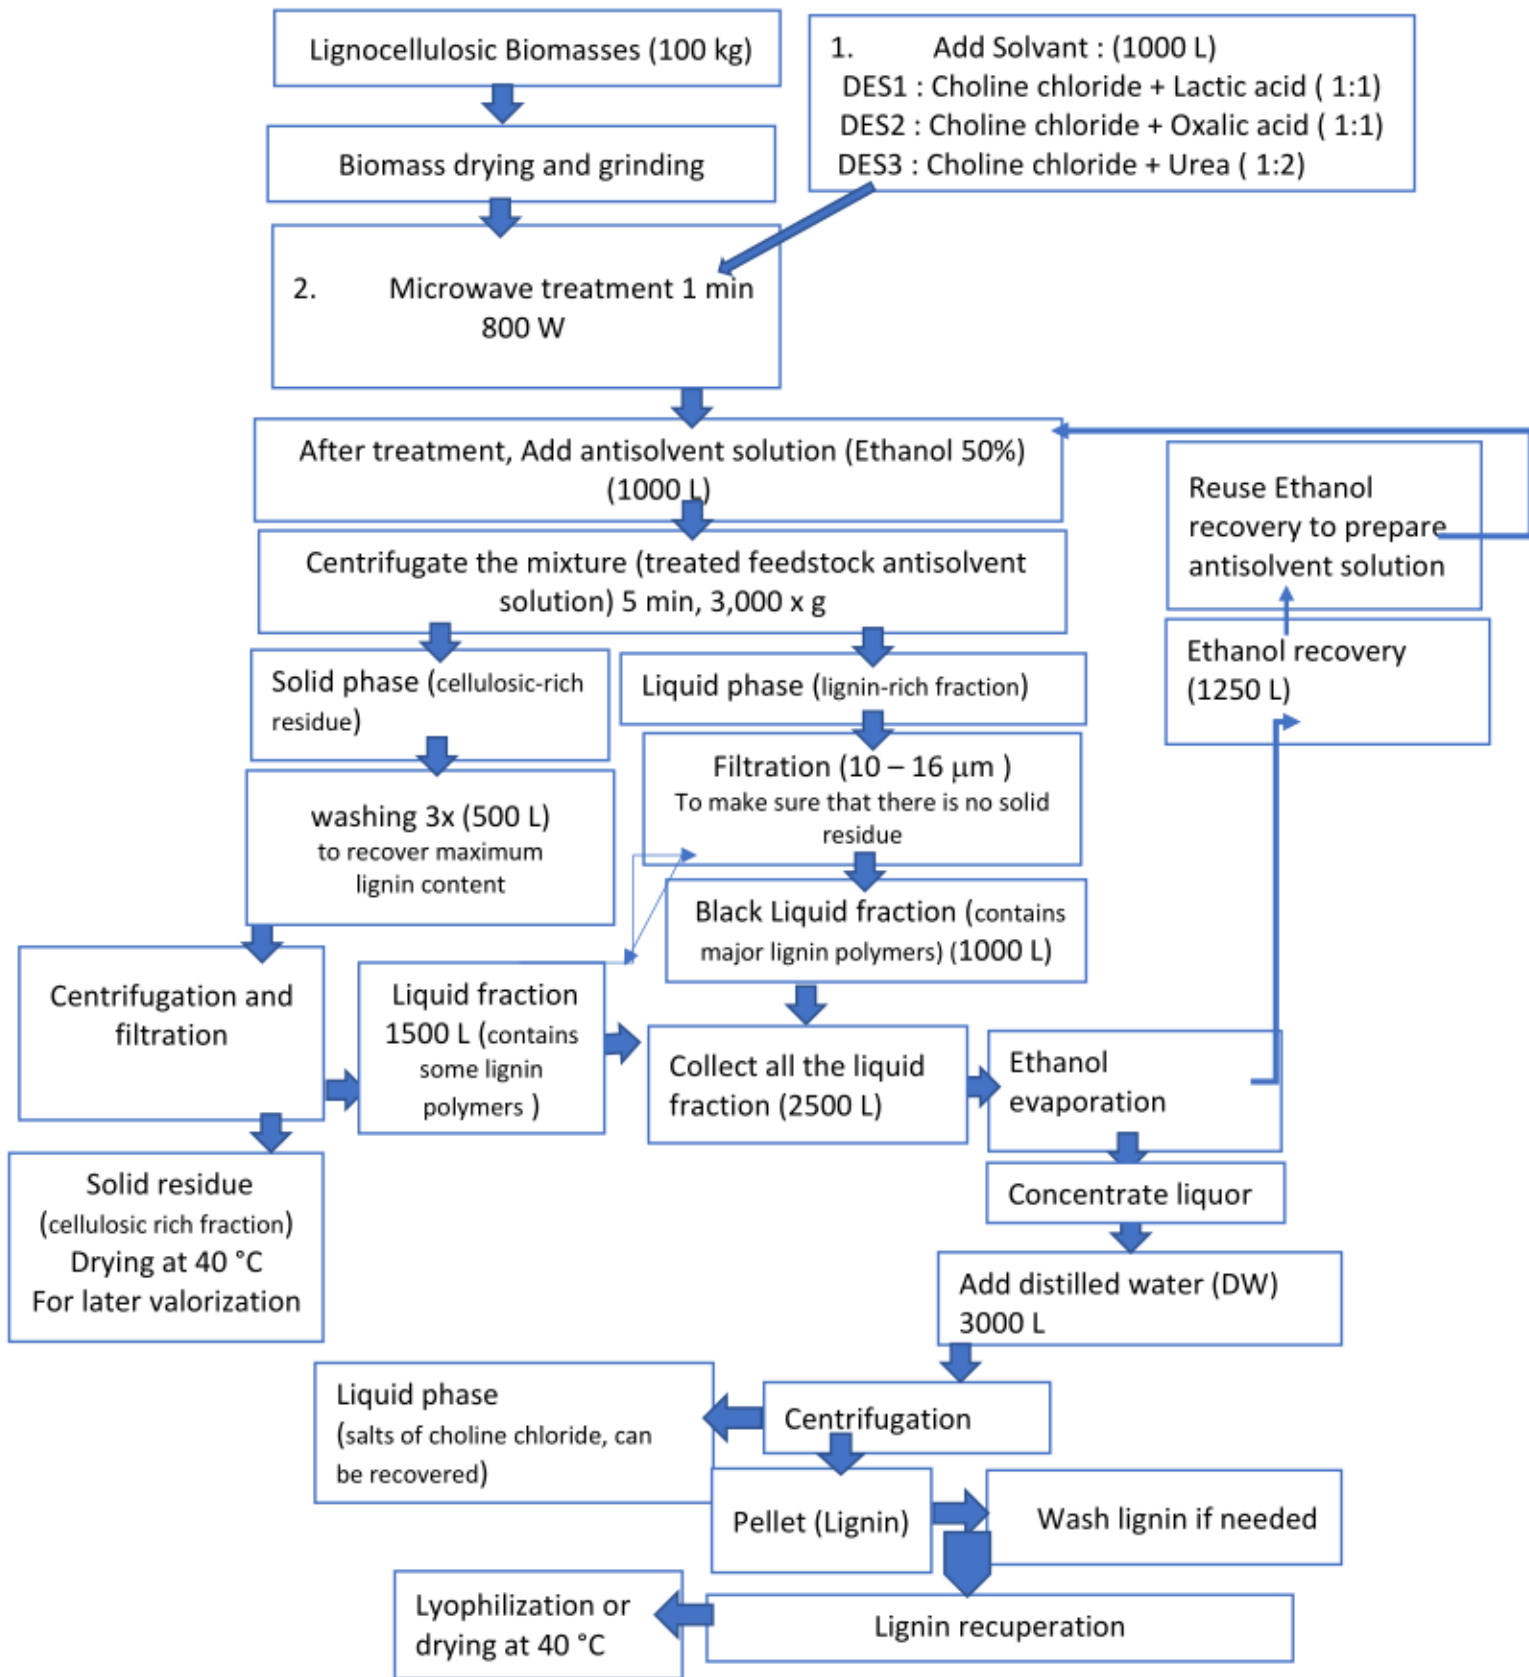 Lignocellulosic Biomasses (100 kg)
1. Add Solvant : (1000 L)
DES1 : Choline chloride + Lactic acid ( 1:1)
DES2 : Choline chloride + Oxalic acid ( 1:1)
DES3 : Choline chloride + Urea ( 1:2)
Biomass drying and grinding
2. Microwave treatment 1 min
800 W
After treatment, Add antisolvent solution (Ethanol 50%)
(1000 L)
Centrifugate the mixture (treated feedstock antisolvent
solution) 5 min, 3,000 x g
Reuse Ethanol
recovery to prepare
antisolvent solution
Ethanol recovery
(1250 L)
Solid phase (cellulosic-rich
residue)
Liquid phase (lignin-rich fraction)
Filtration (10 – 16 µm )
To make sure that there is no solid
residue
washing 3x (500 L)
to recover maximum
lignin content
Black Liquid fraction (contains
major lignin polymers) (1000 L)
Centrifugation and
filtration
Liquid fraction
1500 L (contains
some lignin
polymers )
Collect all the liquid
fraction (2500 L)
Ethanol
evaporation
Solid residue
(cellulosic rich fraction)
Drying at 40 °C
For later valorization
Concentrate liquor
Add distilled water (DW)
3000 L
Liquid phase
(salts of choline chloride, can
be recovered)
Centrifugation
Pellet (Lignin)
Wash lignin if needed
Lyophilization or
drying at 40 °C
Lignin recuperation